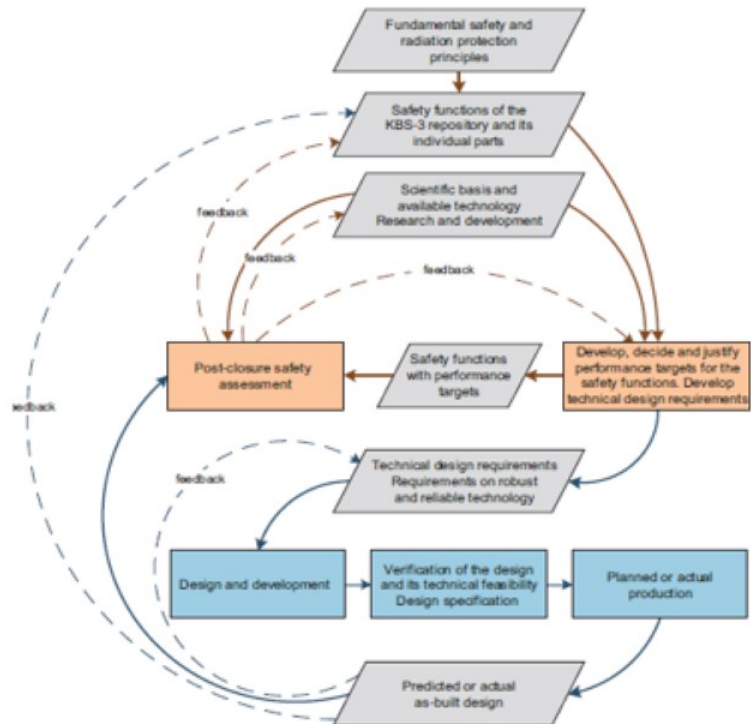 Fundamental safety and
radiation protection
principles
Safety functions of the
KBS-3 repository and its
individual parts
Scientific basis and
available technology
Research and development
feedback
feedback
feedback
Post-closure safety
assessment
Safety functions
with performance
targets
Develop, decide and justify
performance targets for the
safety functions. Develop
technical design requirements
eedback
feedback
Technical design requirements
Requirements on robust
and reliable technology
Design and development
Verification of the design
and its technical feasibility
Design specification
Planned or actual
production
Predicted or actual
as-built design